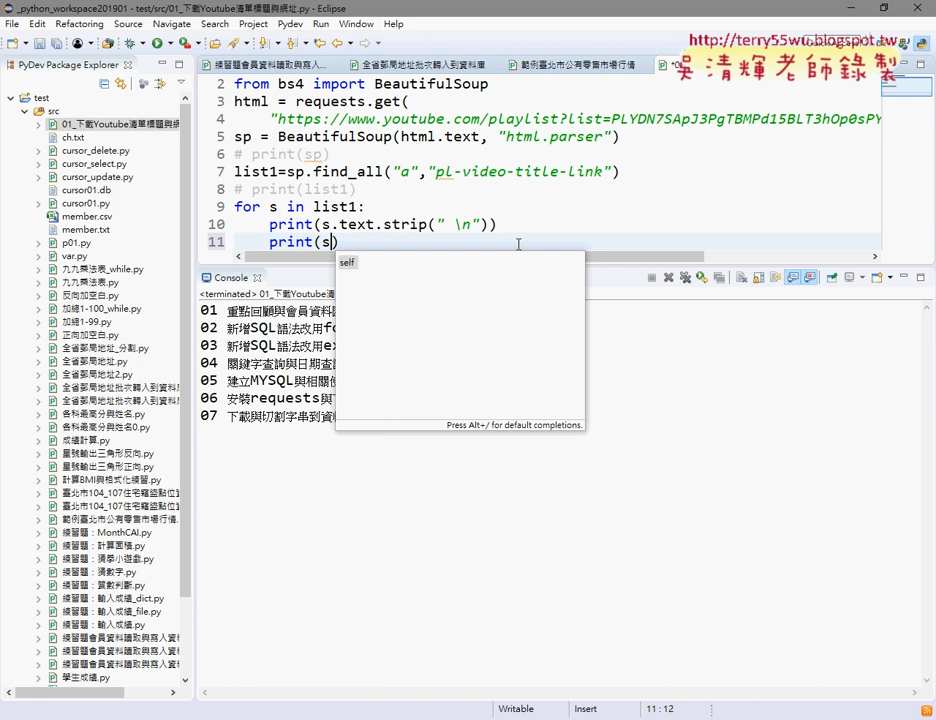 _python_workspace201901 - test/src/01_下載Youtube清單標題與網址.py - Eclipse
File Edit Refactoring Source Navigate Search Project Pydev Run Window Help
http://terry55wu.blogspot.tw
吳清輝老師錄製
PyDev Package Explorer
練習題會員資料讀取與寫入...
全省郵局地址批次轉入到資料庫
範例臺北市公有零售市場行情
test
src
01_下載Youtube清單標題與網
ch.txt
cursor_delete.py
cursor_select.py
cursor_update.py
cursor01.db
cursor01.py
member.csv
member.txt
p01.py
var.py
九九乘法表_while.py
九九乘法表.py
反向加空白.py
加總1-100_while.py
加總1-99.py
正向加空白.py
全省郵局地址_分割.py
全省郵局地址.py
全省郵局地址2.py
全省郵局地址批次轉入到資料庫
各科最高分與姓名.py
各科最高分與姓名0.py
成績計算.py
星號輸出三角形反向.py
星號輸出三角形正向.py
計算BMI與格式化練習.py
臺北市104_107住宅竊盜點位資
臺北市104_107住宅竊盜點位資
範例臺北市公有零售市場行情.
練習題：MonthCAI.py
練習題：計算面積.py
練習題：猜學小遊戲.py
練習題：猜數字.py
練習題：質數判斷.py
練習題：輸入成績_dict.py
練習題：輸入成績_file.py
練習題：輸入成績.py
練習題會員資料讀取與寫入資料
練習題會員資料讀取與寫入資料
學生成績.py
2 from bs4 import BeautifulSoup
3 html = requests.get(
4 "https://www.youtube.com/playlist?list=PLYDN7SApJ3PgTBMPd15BLT3hOp0sPY
5 sp = BeautifulSoup(html.text, "html.parser")
6 # print(sp)
7 list1=sp.find_all("a","pl-video-title-link")
8 # print(list1)
9 for s in list1:
10 print(s.text.strip(" \n"))
11 print(s)
self
Press Alt+/ for default completions.
Console
<terminated> 01_下載Youtube清
01 重點回顧與會員資料
02 新增SQL語法改用fo
03 新增SQL語法改用ex
04 關鍵字查詢與日期查
05 建立MYSQL與相關
06 安裝requests與
07 下載與切割字串到資
Writable Insert 11 : 12